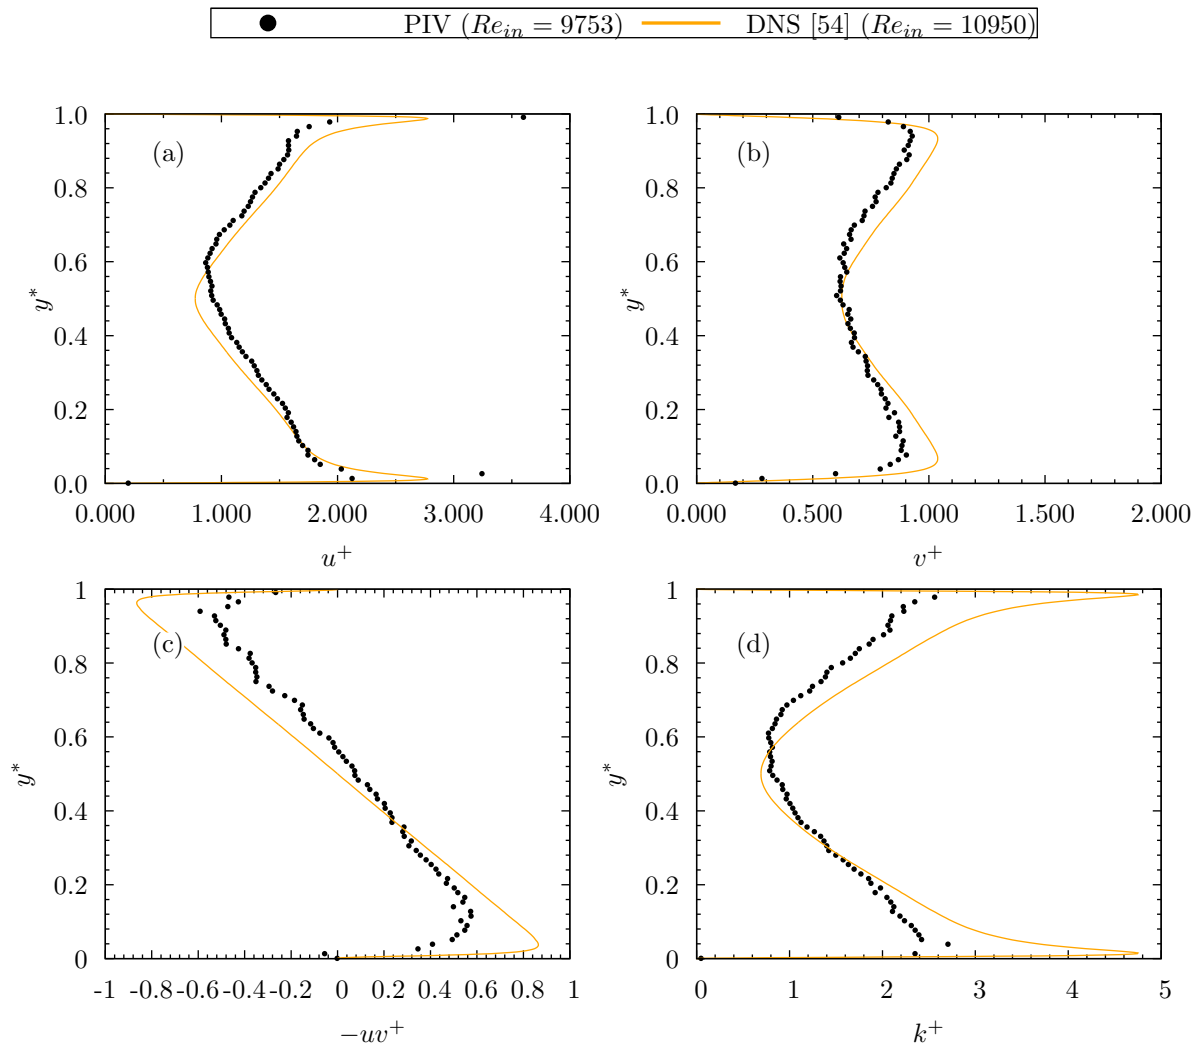 PIV (Re_in = 9753) DNS [54] (Re_in = 10950)
(a)
1.0
0.8
0.6
0.4
0.2
0.0
y*
0.000 1.000 2.000 3.000 4.000
u+
(b)
1.0
0.8
0.6
0.4
0.2
0.0
y*
0.000 0.500 1.000 1.500 2.000
v+
(c)
1
0.8
0.6
0.4
0.2
0
y*
-1 -0.8 -0.6 -0.4 -0.2 0 0.2 0.4 0.6 0.8 1
−uv+
(d)
1
0.8
0.6
0.4
0.2
0
y*
0 1 2 3 4 5
k+